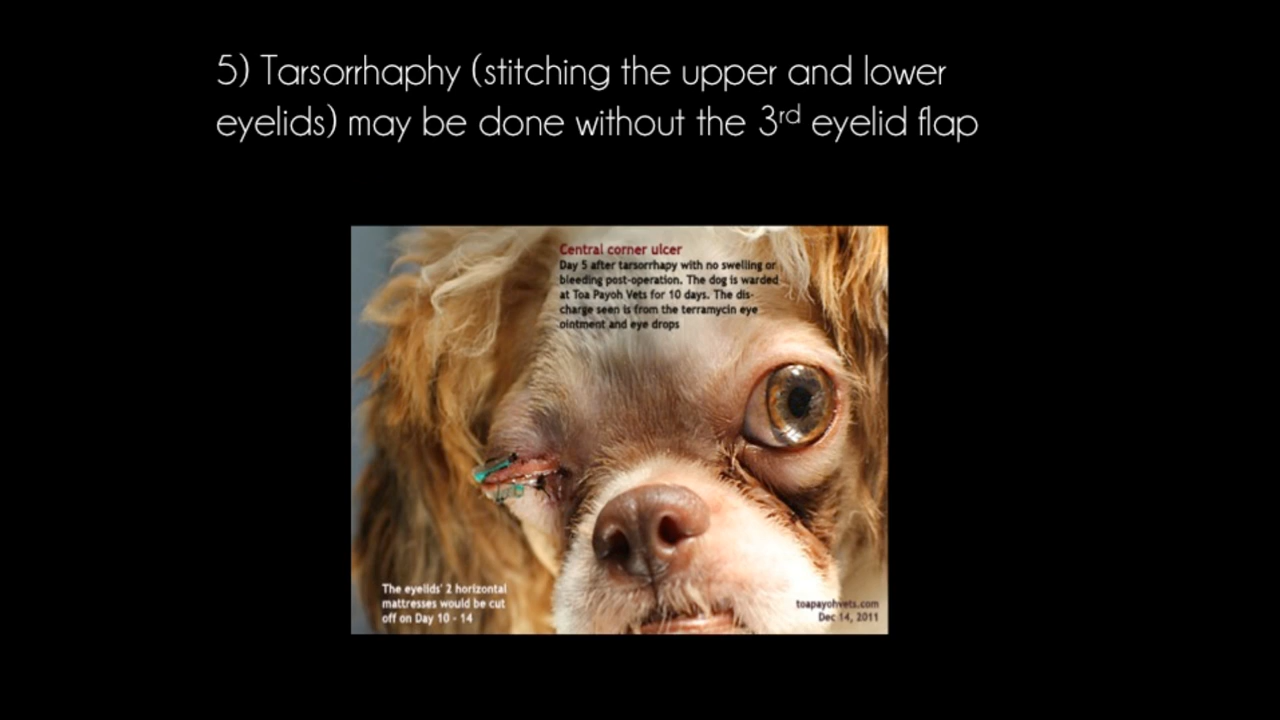 5) Tarsorrhaphy (stitching the upper and lower
eyelids) may be done without the 3rd eyelid flap
Central corner ulcer
Day 5 after tarsorrhapy with no swelling or
bleeding post-operation. The dog is warded
at Toa Payoh Vets for 10 days. The dis-
charge seen is from the terramycin eye
ointment and eye drops
The eyelids' 2 horizontal
mattresses would be cut
off on Day 10 - 14
toapayohvets.com
Dec 14, 2011